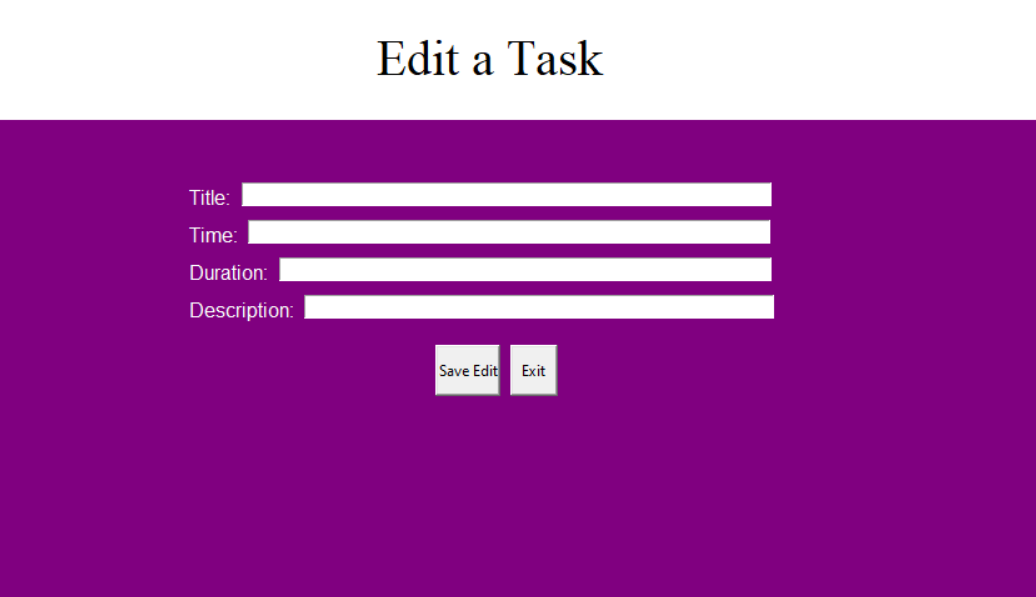 Edit a Task
Title:
Time:
Duration:
Description:
Save Edit Exit